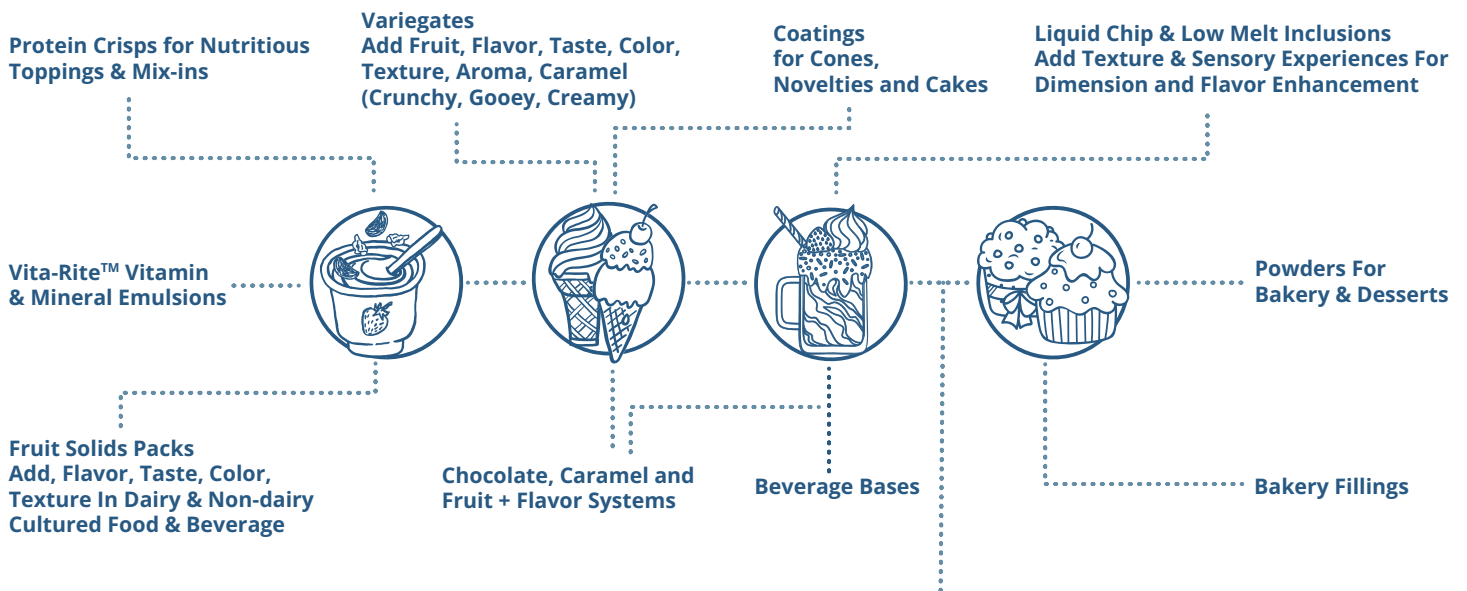 Protein Crisps for Nutritious
Toppings & Mix-ins
Variegates
Add Fruit, Flavor, Taste, Color,
Texture, Aroma, Caramel
(Crunchy, Gooey, Creamy)
Coatings
for Cones,
Novelties and Cakes
Liquid Chip & Low Melt Inclusions
Add Texture & Sensory Experiences For
Dimension and Flavor Enhancement
Vita-Rite™ Vitamin
& Mineral Emulsions
Powders For
Bakery & Desserts
Fruit Solids Packs
Add, Flavor, Taste, Color,
Texture In Dairy & Non-dairy
Cultured Food & Beverage
Chocolate, Caramel and
Fruit + Flavor Systems
Beverage Bases
Bakery Fillings